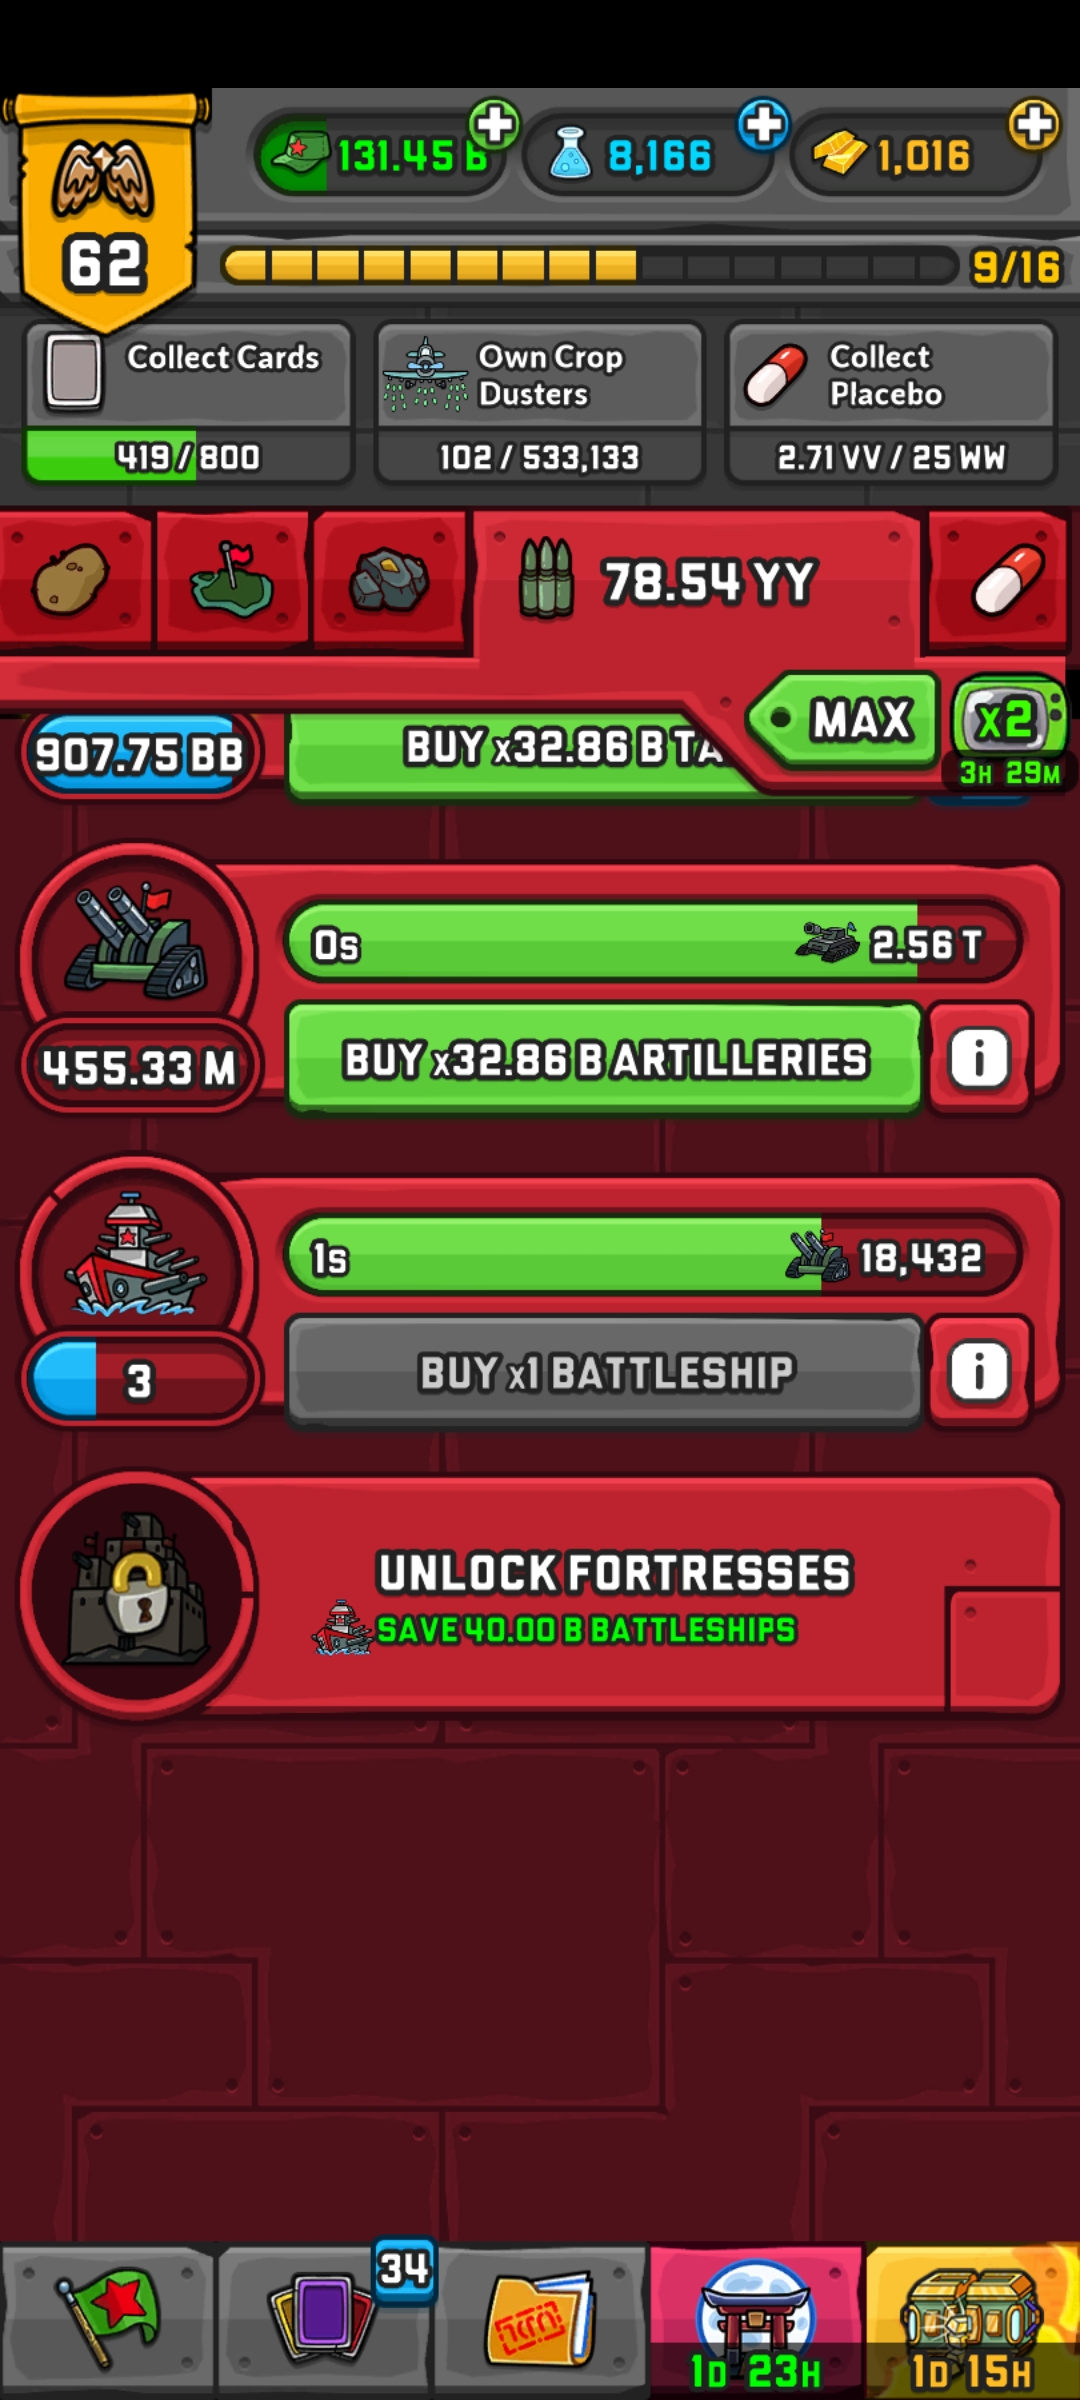 62
131.45 B
8,166
1,016
9/16
Collect Cards
419 / 800
Own Crop
Dusters
102 / 533,133
Collect
Placebo
2.71 VV / 25 WW
78.54 YY
MAX
x2
3H 29M
907.75 BB
BUY x32.86 B TA
0s
2.56 T
455.33 M
BUY x32.86 B ARTILLERIES
i
1s
18,432
3
BUY x1 BATTLESHIP
i
UNLOCK FORTRESSES
SAVE 40.00 B BATTLESHIPS
34
1D 23H
1D 15H